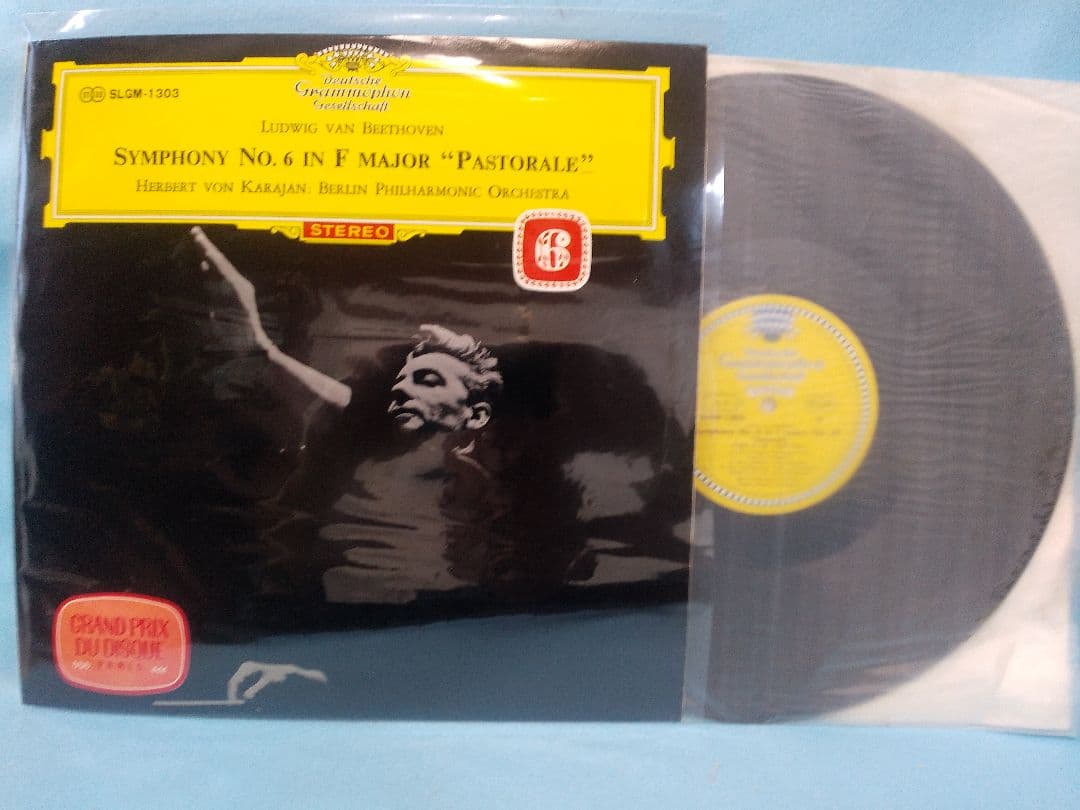 Deutsche
Grammophon
Gesellschaft
SLGM-1303
LUDWIG VAN BEETHOVEN
SYMPHONY NO. 6 IN F MAJOR “PASTORALE”
HERBERT VON KARAJAN: BERLIN PHILHARMONIC ORCHESTRA
STEREO
6
GRAND PRIX
DU DISQUE
PARIS